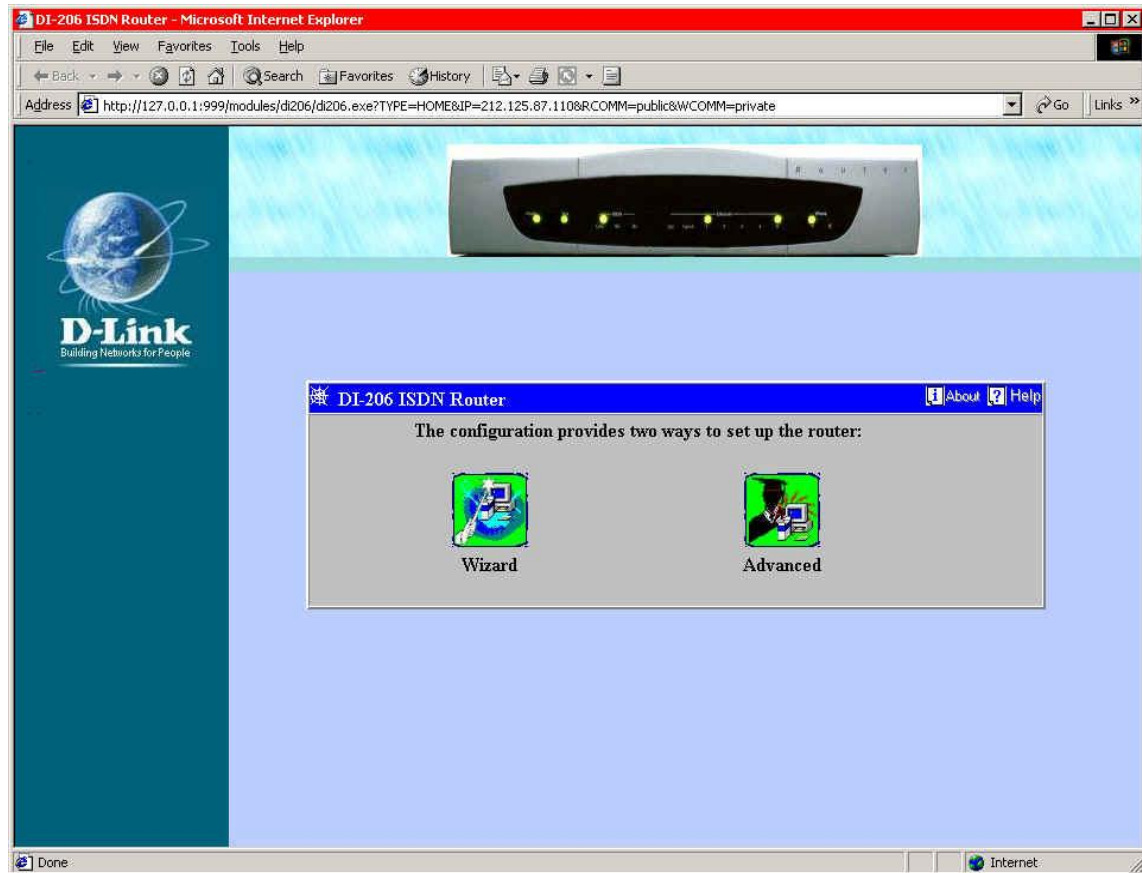 DI-206 ISDN Router - Microsoft Internet Explorer
File Edit View Favorites Tools Help
Back Search Favorites History
Address http://127.0.0.1:999/modules/di206/di206.exe?TYPE=HOME&IP=212.125.87.110&RCOMM=public&WCOMM=private Go Links »
Router
D-Link
Building Networks for People
DI-206 ISDN Router About Help
The configuration provides two ways to set up the router:
Wizard Advanced
Done Internet